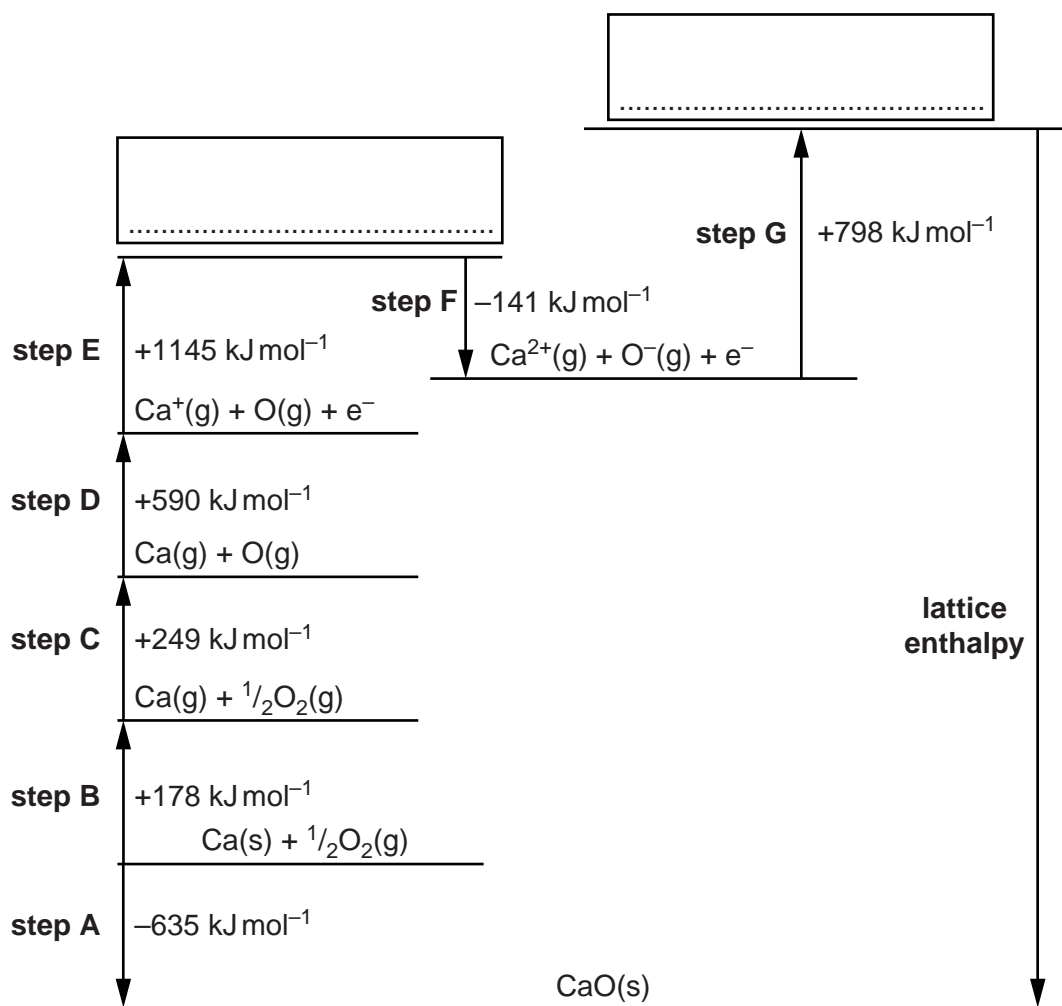 ........................................
........................................
step G +798 kJ mol⁻¹
step F –141 kJ mol⁻¹
step E +1145 kJ mol⁻¹
Ca²⁺(g) + O⁻(g) + e⁻
Ca⁺(g) + O(g) + e⁻
step D +590 kJ mol⁻¹
Ca(g) + O(g)
lattice
enthalpy
step C +249 kJ mol⁻¹
Ca(g) + ¹/₂O₂(g)
step B +178 kJ mol⁻¹
Ca(s) + ¹/₂O₂(g)
step A –635 kJ mol⁻¹
CaO(s)